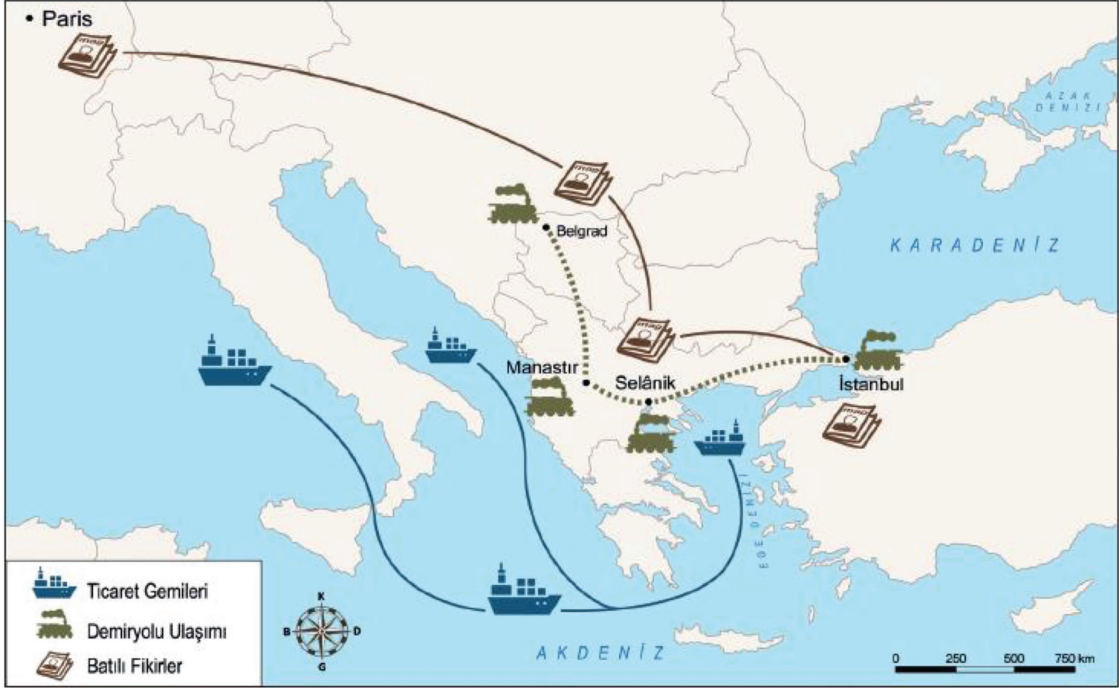 Paris
AZAK
DENİZİ
Belgrad
KARADENİZ
Manastır
Selânik
İstanbul
EGE DENİZİ
Ticaret Gemileri
Demiryolu Ulaşımı
Batılı Fikirler
K
B
D
G
AKDENİZ
0 250 500 750 km